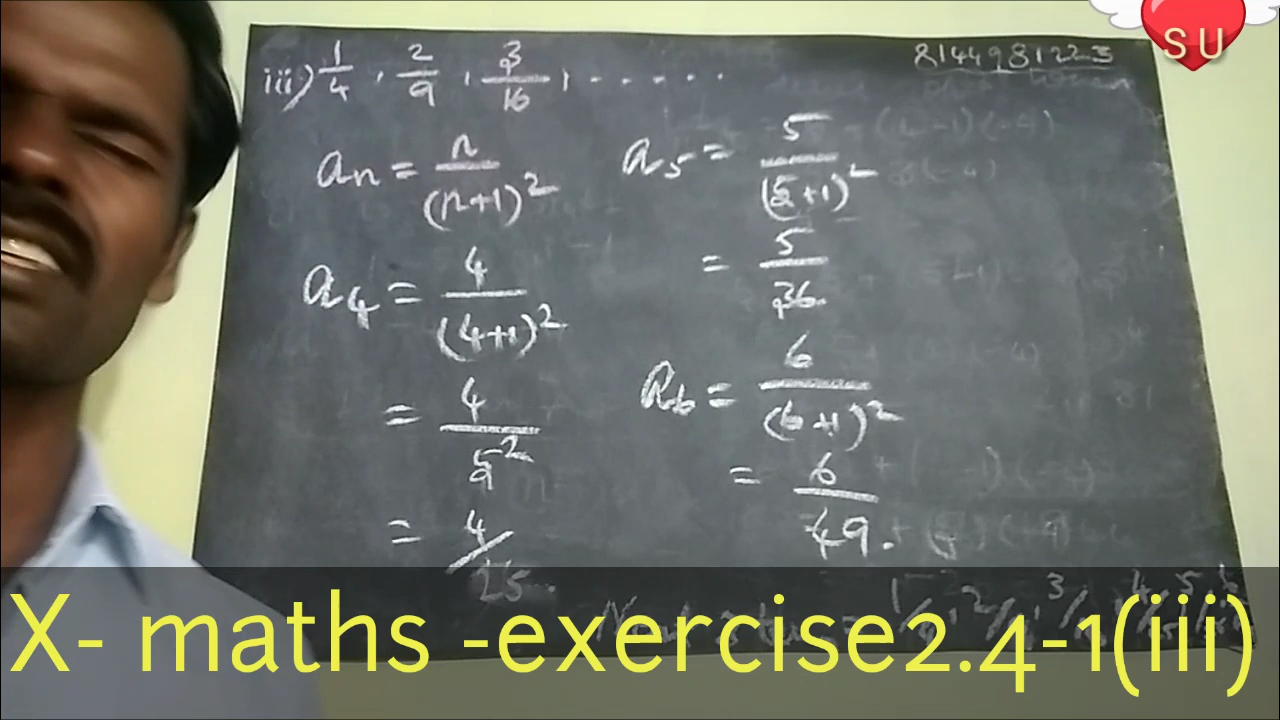 SU
8144981223
iii) 1/4, 2/9, 3/16, . . . . . .
an = n/(n+1)²
a4 = 4/(4+1)²
= 4/5²
= 4/25.
a5 = 5/(5+1)²
= 5/36
a6 = 6/(6+1)²
= 6/49.
X- maths -exercise2.4-1(iii)